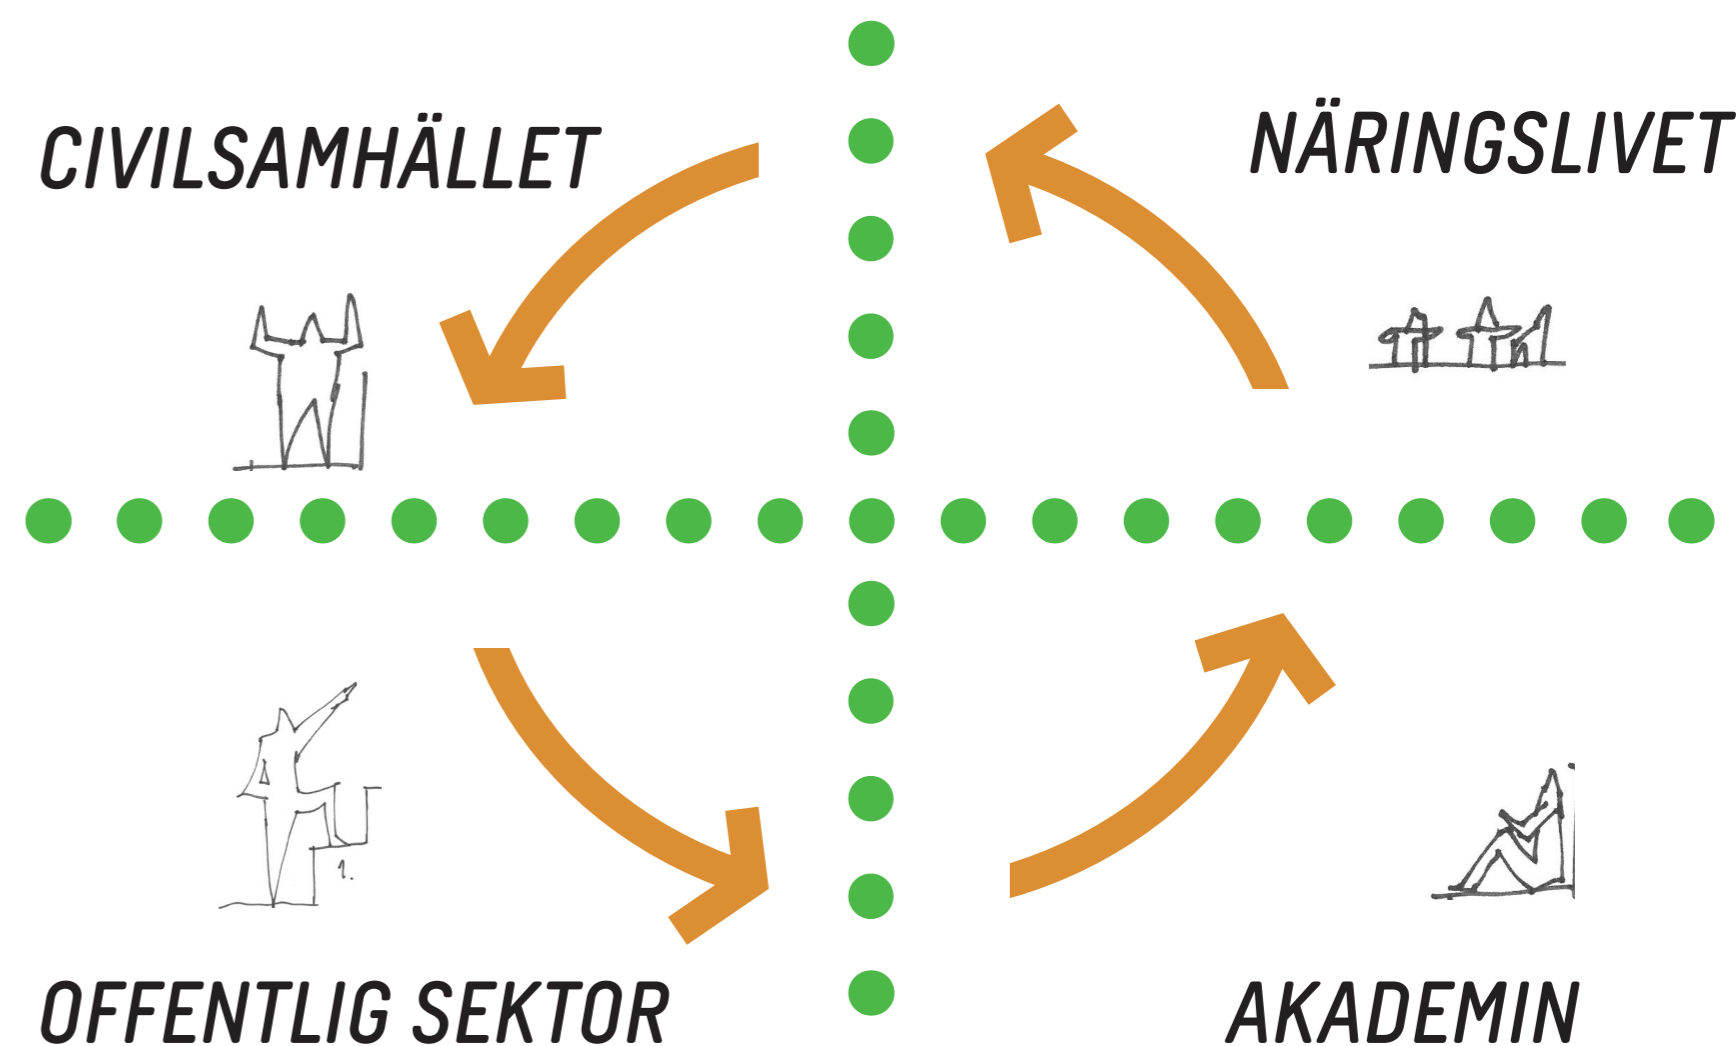 CIVILSAMHÄLLET
NÄRINGSLIVET
1.
OFFENTLIG SEKTOR
AKADEMIN